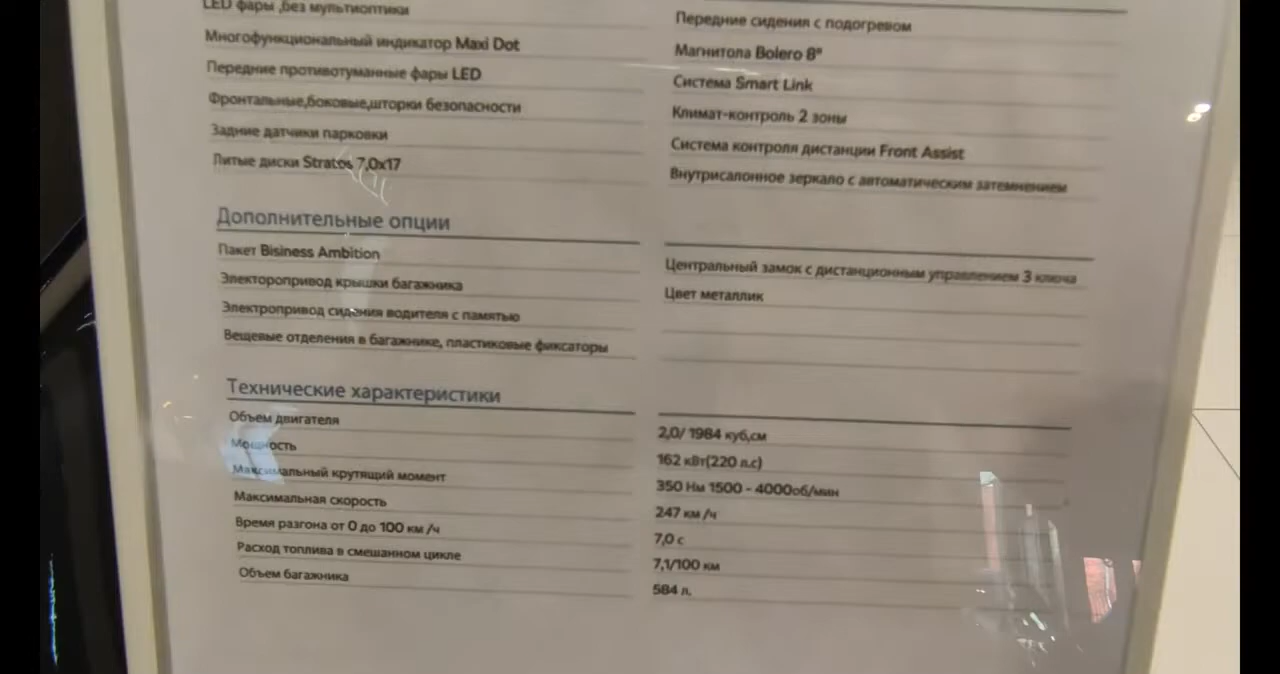 LED фары ,без мультиоптики
Многофункциональный индикатор Maxi Dot
Передние противотуманные фары LED
Фронтальные,боковые,шторки безопасности
Задние датчики парковки
Литые диски Stratos 7,0x17
Передние сидения с подогревом
Магнитола Bolero 8"
Система Smart Link
Климат-контроль 2 зоны
Система контроля дистанции Front Assist
Внутрисалонное зеркало с автоматическим затемнением
Дополнительные опции
Пакет Bisiness Ambition
Электоропривод крышки багажника
Электропривод сидения водителя с памятью
Вещевые отделения в багажнике, пластиковые фиксаторы
Центральный замок с дистанционным управлением 3 ключа
Цвет металлик
Технические характеристики
Объем двигателя
2,0/ 1984 куб,см
Мощность
162 кВт(220 л.с)
Максимальный крутящий момент
350 Нм 1500 - 4000об/мин
Максимальная скорость
247 км /ч
Время разгона от 0 до 100 км /ч
7,0 с
Расход топлива в смешанном цикле
7,1/100 км
Объем багажника
584 л.